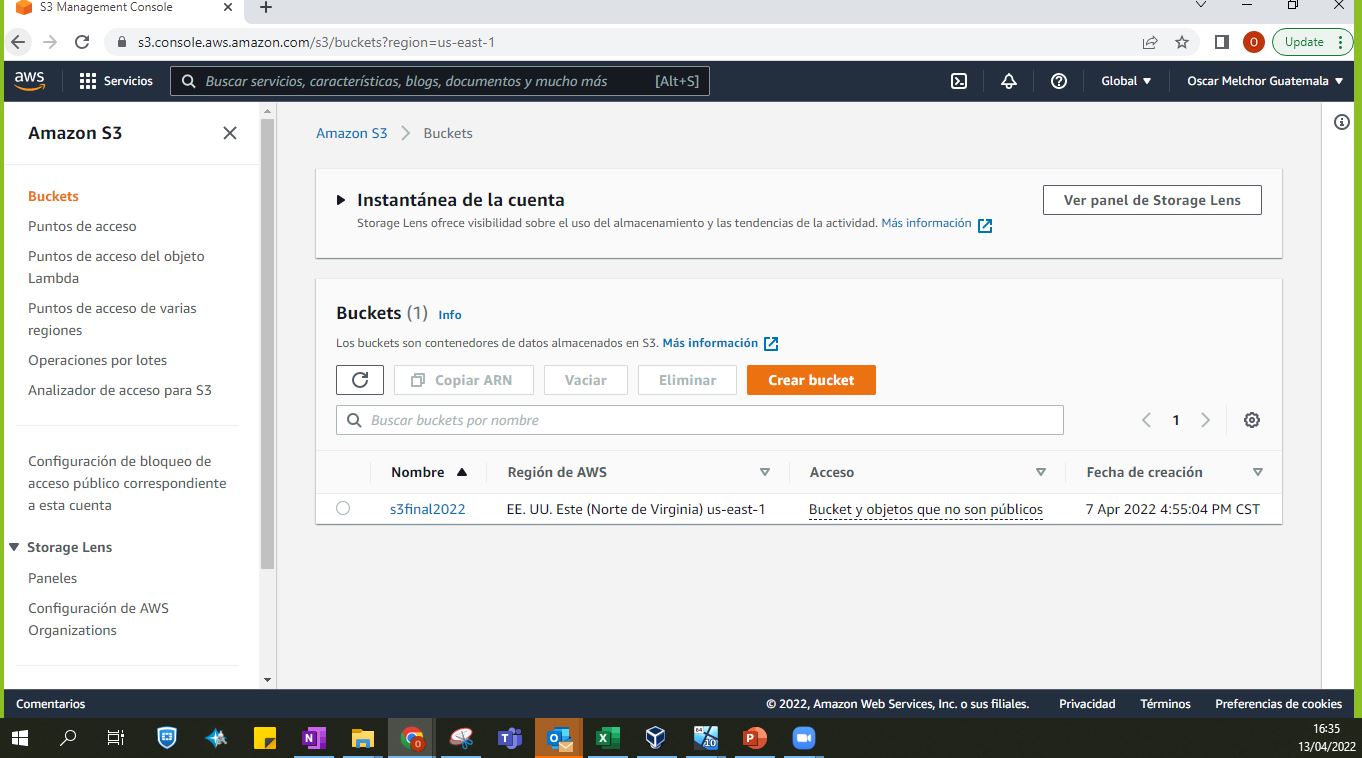 S3 Management Console
s3.console.aws.amazon.com/s3/buckets?region=us-east-1
O
Update
aws
Servicios
Buscar servicios, características, blogs, documentos y mucho más
[Alt+S]
Global
Oscar Melchor Guatemala
Amazon S3
Buckets
Puntos de acceso
Puntos de acceso del objeto
Lambda
Puntos de acceso de varias
regiones
Operaciones por lotes
Analizador de acceso para S3
Configuración de bloqueo de
acceso público correspondiente
a esta cuenta
Storage Lens
Paneles
Configuración de AWS
Organizations
Amazon S3
Buckets
Instantánea de la cuenta
Storage Lens ofrece visibilidad sobre el uso del almacenamiento y las tendencias de la actividad. Más información
Ver panel de Storage Lens
Buckets (1) Info
Los buckets son contenedores de datos almacenados en S3. Más información
Copiar ARN
Vaciar
Eliminar
Crear bucket
Buscar buckets por nombre
1
Nombre
Región de AWS
Acceso
Fecha de creación
s3final2022
EE. UU. Este (Norte de Virginia) us-east-1
Bucket y objetos que no son públicos
7 Apr 2022 4:55:04 PM CST
Comentarios
© 2022, Amazon Web Services, Inc. o sus filiales.
Privacidad
Términos
Preferencias de cookies
16:35
13/04/2022